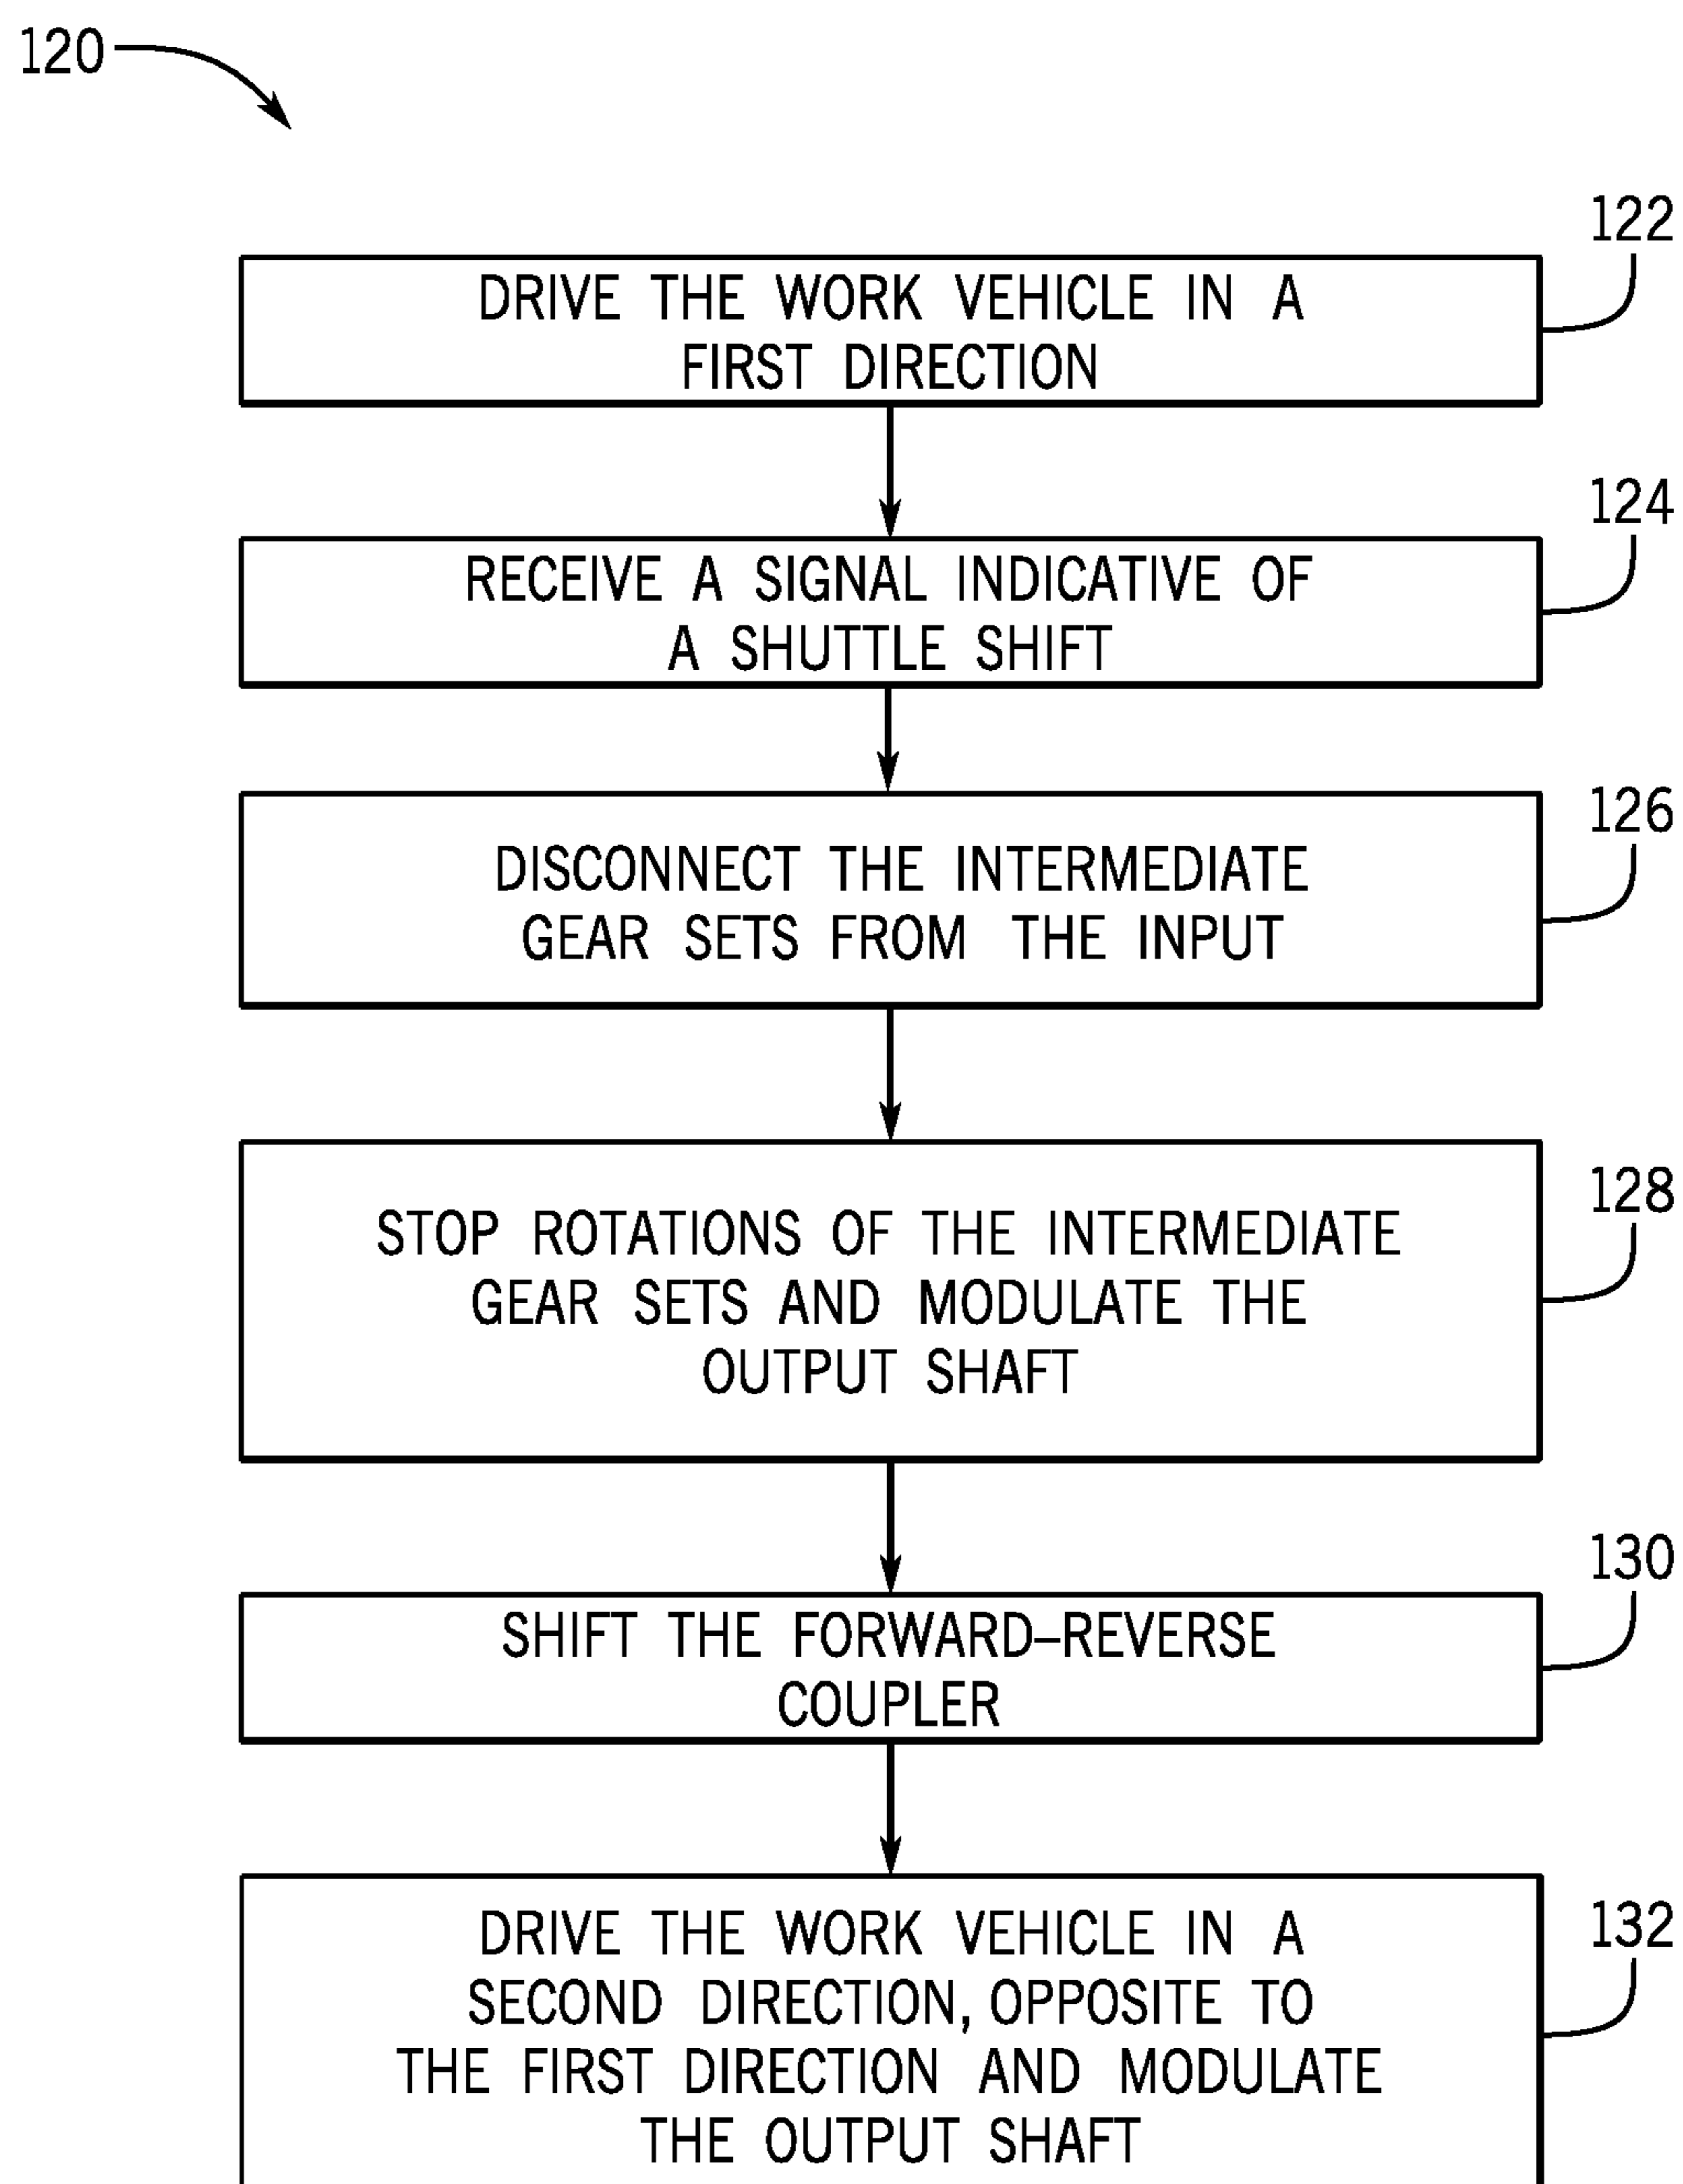 120
122
DRIVE THE WORK VEHICLE IN A
FIRST DIRECTION
124
RECEIVE A SIGNAL INDICATIVE OF
A SHUTTLE SHIFT
126
DISCONNECT THE INTERMEDIATE
GEAR SETS FROM THE INPUT
128
STOP ROTATIONS OF THE INTERMEDIATE
GEAR SETS AND MODULATE THE
OUTPUT SHAFT
130
SHIFT THE FORWARD–REVERSE
COUPLER
132
DRIVE THE WORK VEHICLE IN A
SECOND DIRECTION, OPPOSITE TO
THE FIRST DIRECTION AND MODULATE
THE OUTPUT SHAFT